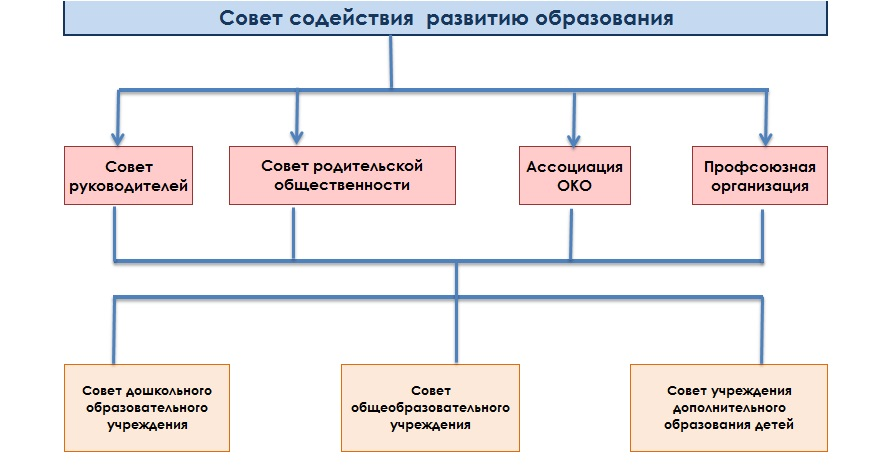 Совет содействия развитию образования
Совет
руководителей
Совет родительской
общественности
Ассоциация
ОКО
Профсоюзная
организация
Совет дошкольного
образовательного
учреждения
Совет
общеобразовательного
учреждения
Совет учреждения
дополнительного
образования детей